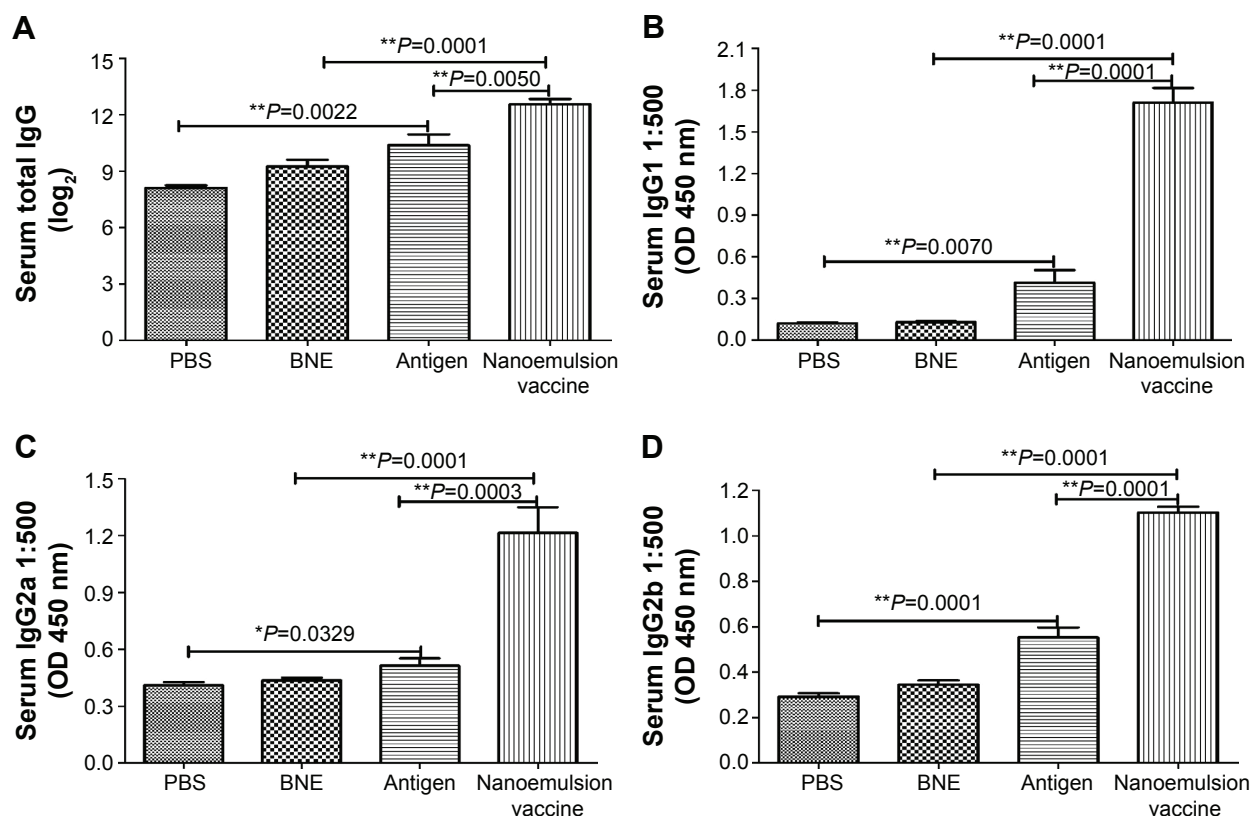 A
Serum total IgG
(log2)
15
12
9
6
3
0
**P=0.0001
**P=0.0050
**P=0.0022
PBS
BNE
Antigen
Nanoemulsion
vaccine
B
Serum IgG1 1:500
(OD 450 nm)
2.1
1.8
1.5
1.2
0.9
0.6
0.3
0.0
**P=0.0001
**P=0.0001
**P=0.0070
PBS
BNE
Antigen
Nanoemulsion
vaccine
C
Serum IgG2a 1:500
(OD 450 nm)
1.5
1.2
0.9
0.6
0.3
0.0
**P=0.0001
**P=0.0003
*P=0.0329
PBS
BNE
Antigen
Nanoemulsion
vaccine
D
Serum IgG2b 1:500
(OD 450 nm)
1.2
1.0
0.8
0.6
0.4
0.2
0.0
**P=0.0001
**P=0.0001
**P=0.0001
PBS
BNE
Antigen
Nanoemulsion
vaccine